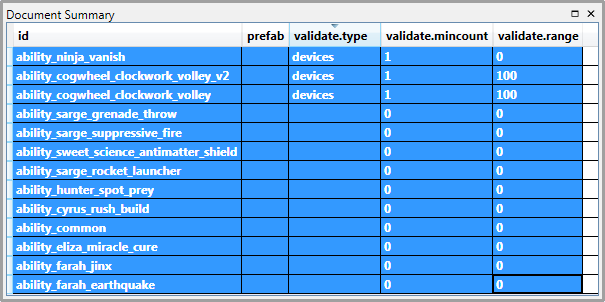 Document Summary
id prefab validate.type validate.mincount validate.range
ability_ninja_vanish devices 1 0
ability_cogwheel_clockwork_volley_v2 devices 1 100
ability_cogwheel_clockwork_volley devices 1 100
ability_sarge_grenade_throw 0 0
ability_sarge_suppressive_fire 0 0
ability_sweet_science_antimatter_shield 0 0
ability_sarge_rocket_launcher 0 0
ability_hunter_spot_prey 0 0
ability_cyrus_rush_build 0 0
ability_common 0 0
ability_eliza_miracle_cure 0 0
ability_farah_jinx 0 0
ability_farah_earthquake 0 0